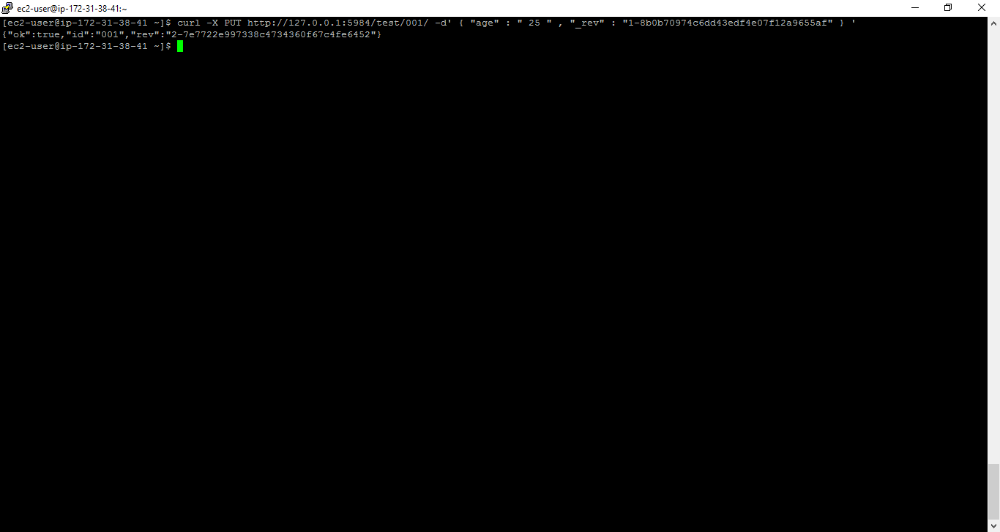 ec2-user@ip-172-31-38-41:~
[ec2-user@ip-172-31-38-41 ~]$ curl -X PUT http://127.0.0.1:5984/test/001/ -d' { "age" : " 25 " , "_rev" : "1-8b0b70974c6dd43edf4e07f12a9655af" } '
{"ok":true,"id":"001","rev":"2-7e7722e997338c4734360f67c4fe6452"}
[ec2-user@ip-172-31-38-41 ~]$